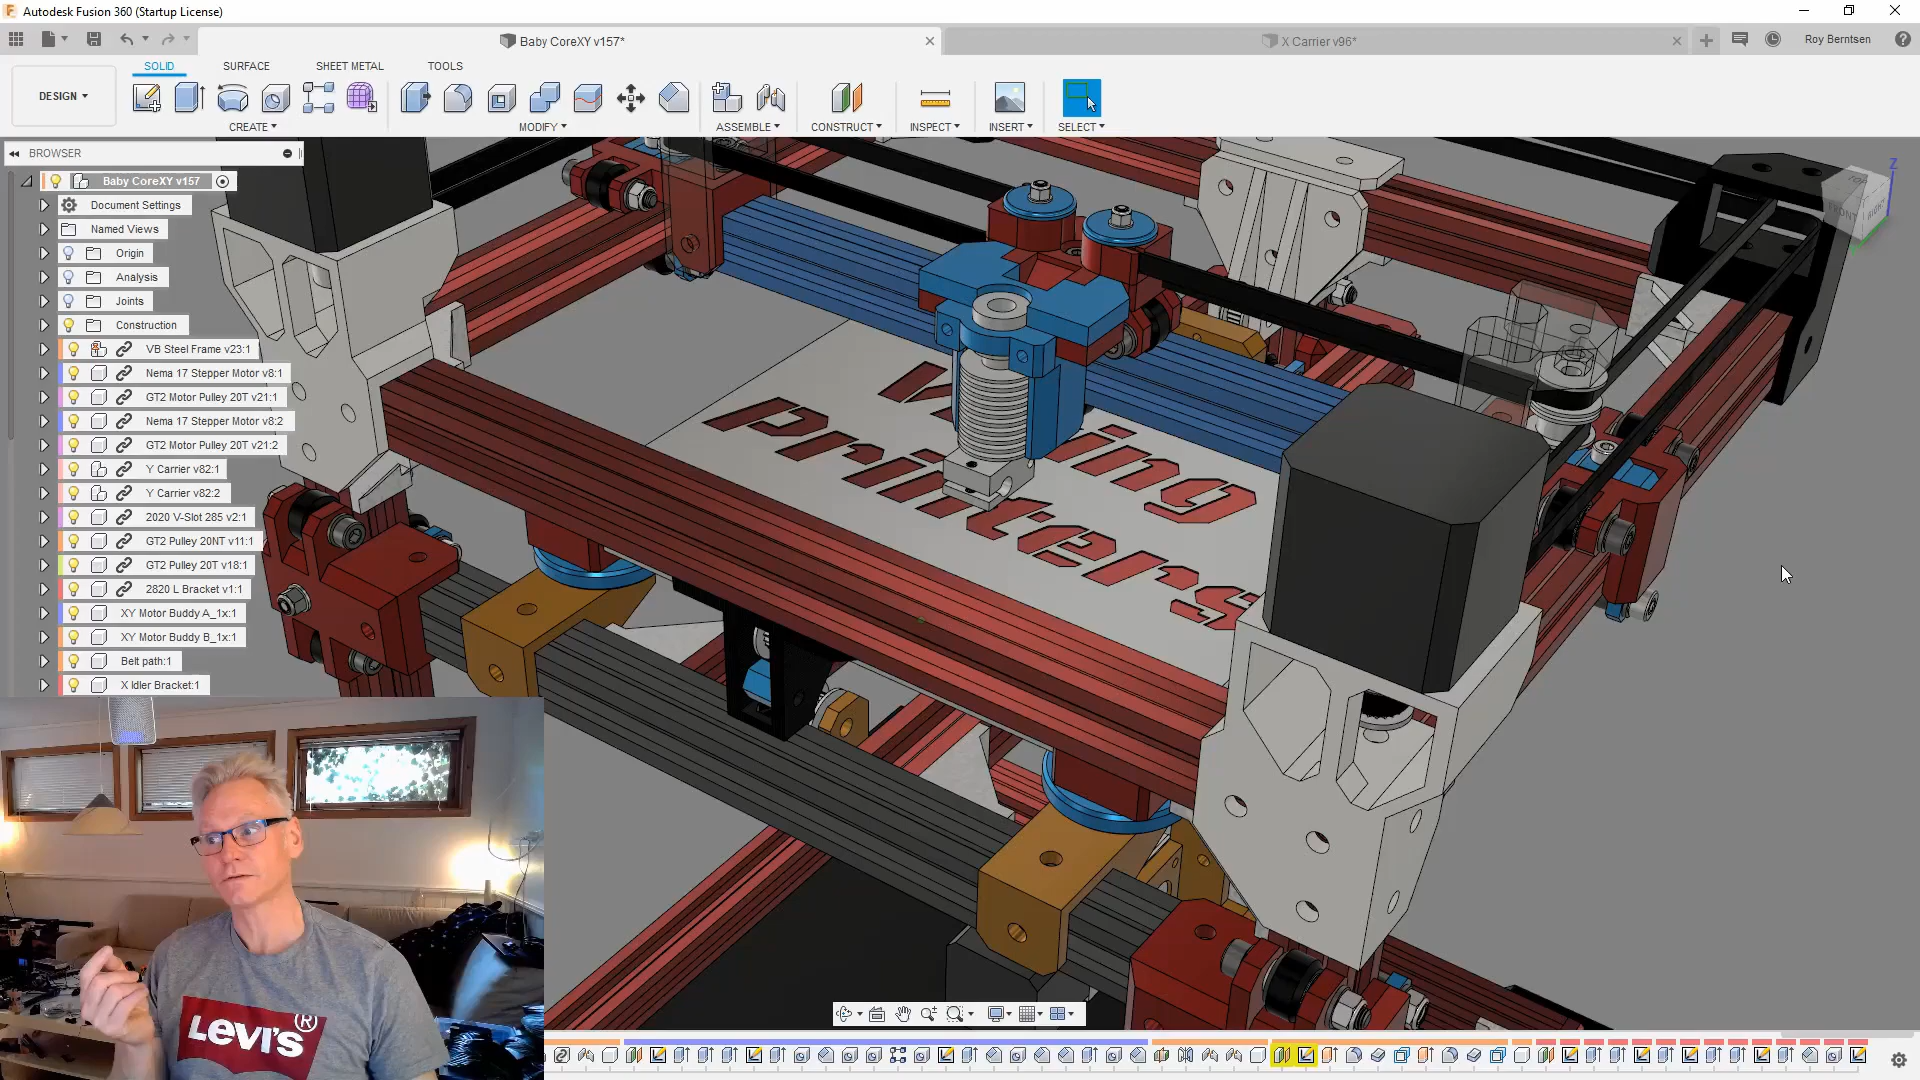 Autodesk Fusion 360 (Startup License)
Baby CoreXY v157*
X Carrier v96*
Roy Berntsen
DESIGN
SOLID
SURFACE
SHEET METAL
TOOLS
CREATE
MODIFY
ASSEMBLE
CONSTRUCT
INSPECT
INSERT
SELECT
BROWSER
Baby CoreXY v157
Document Settings
Named Views
Origin
Analysis
Joints
Construction
VB Steel Frame v23:1
Nema 17 Stepper Motor v8:1
GT2 Motor Pulley 20T v21:1
Nema 17 Stepper Motor v8:2
GT2 Motor Pulley 20T v21:2
Y Carrier v82:1
Y Carrier v82:2
2020 V-Slot 285 v2:1
GT2 Pulley 20NT v11:1
GT2 Pulley 20T v18:1
2820 L Bracket v1:1
XY Motor Buddy A_1x:1
XY Motor Buddy B_1x:1
Belt path:1
X Idler Bracket:1
Z
TOP
FRONT
RIGHT
printers
LEVI'S®